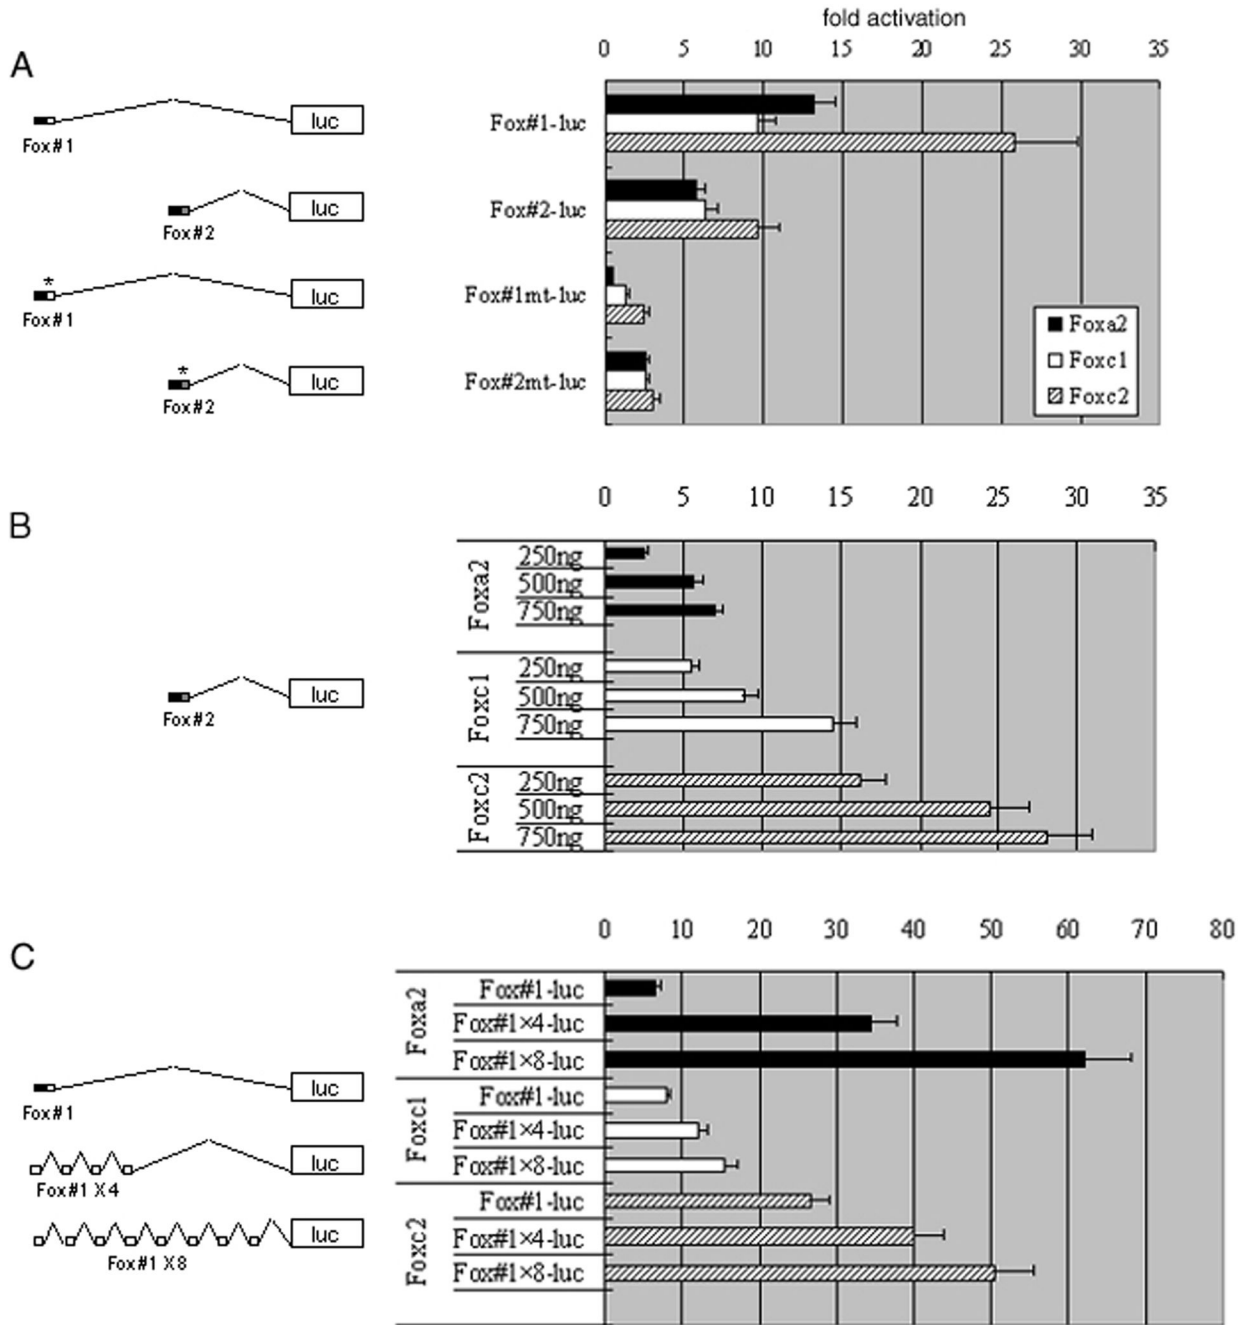 fold activation
0 5 10 15 20 25 30 35
A
luc
Fox#1
Fox#1-luc
luc
Fox#2
Fox#2-luc
*
luc
Fox#1
Fox#1mt-luc
*
luc
Fox#2
Fox#2mt-luc
Foxa2
Foxc1
Foxc2
0 5 10 15 20 25 30 35
B
luc
Fox#2
Foxa2
250ng
500ng
750ng
Foxc1
250ng
500ng
750ng
Foxc2
250ng
500ng
750ng
0 10 20 30 40 50 60 70 80
C
luc
Fox#1
luc
Fox#1 X4
luc
Fox#1 X8
Foxa2
Fox#1-luc
Fox#1×4-luc
Fox#1×8-luc
Foxc1
Fox#1-luc
Fox#1×4-luc
Fox#1×8-luc
Foxc2
Fox#1-luc
Fox#1×4-luc
Fox#1×8-luc